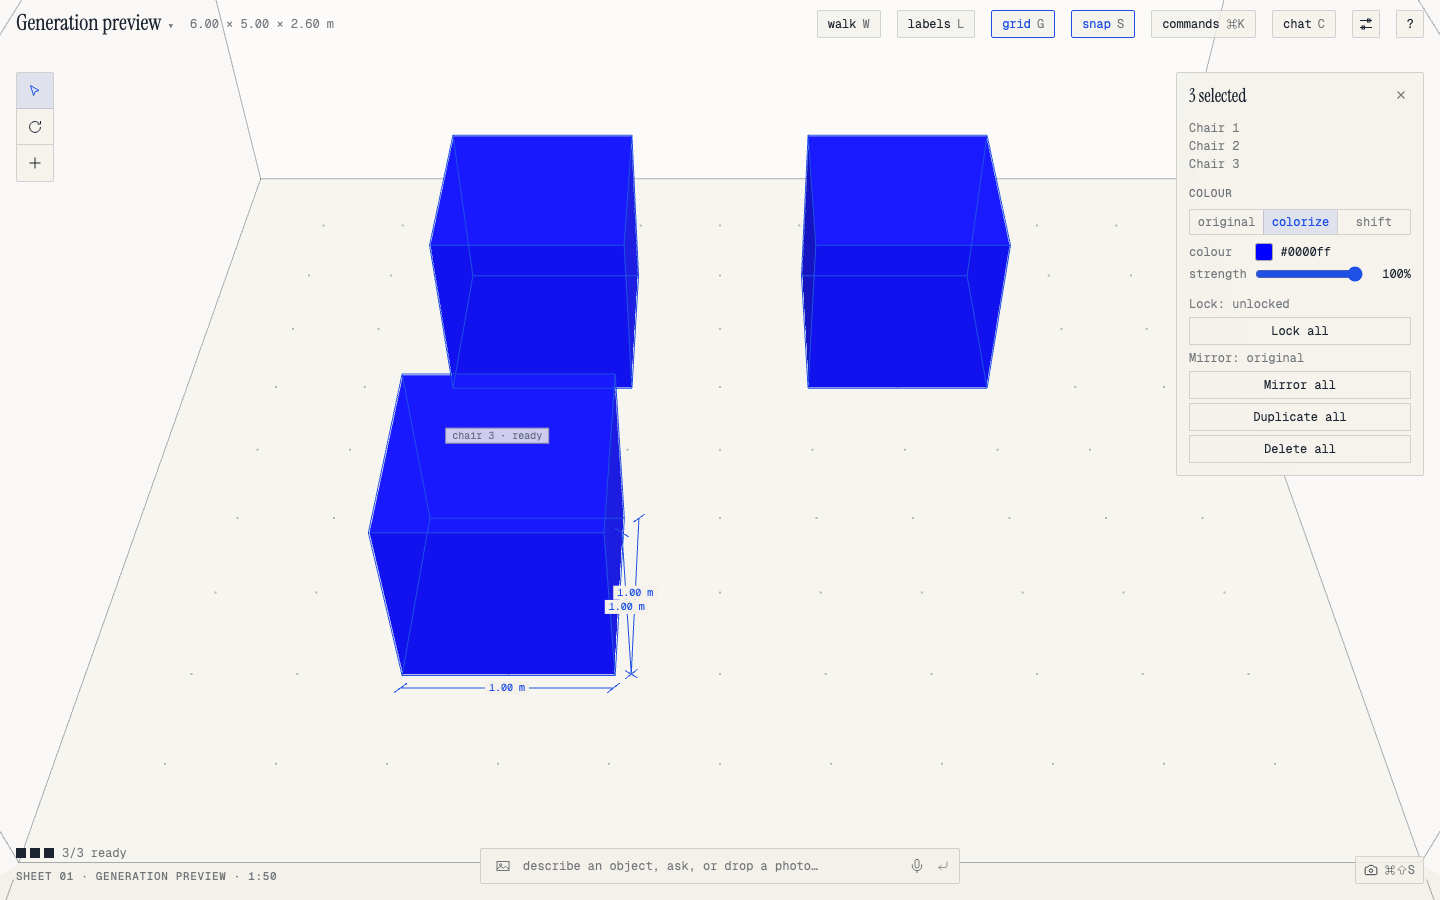 Generation preview ▾ 6.00 × 5.00 × 2.60 m
walk W
labels L
grid G
snap S
commands ⌘K
chat C
?
3 selected ×
Chair 1
Chair 2
Chair 3
COLOUR
original colorize shift
colour #0000ff
strength 100%
Lock: unlocked
Lock all
Mirror: original
Mirror all
Duplicate all
Delete all
chair 3 · ready
1.00 m
1.00 m
1.00 m
3/3 ready
SHEET 01 · GENERATION PREVIEW · 1:50
describe an object, ask, or drop a photo…
⌘⇧S